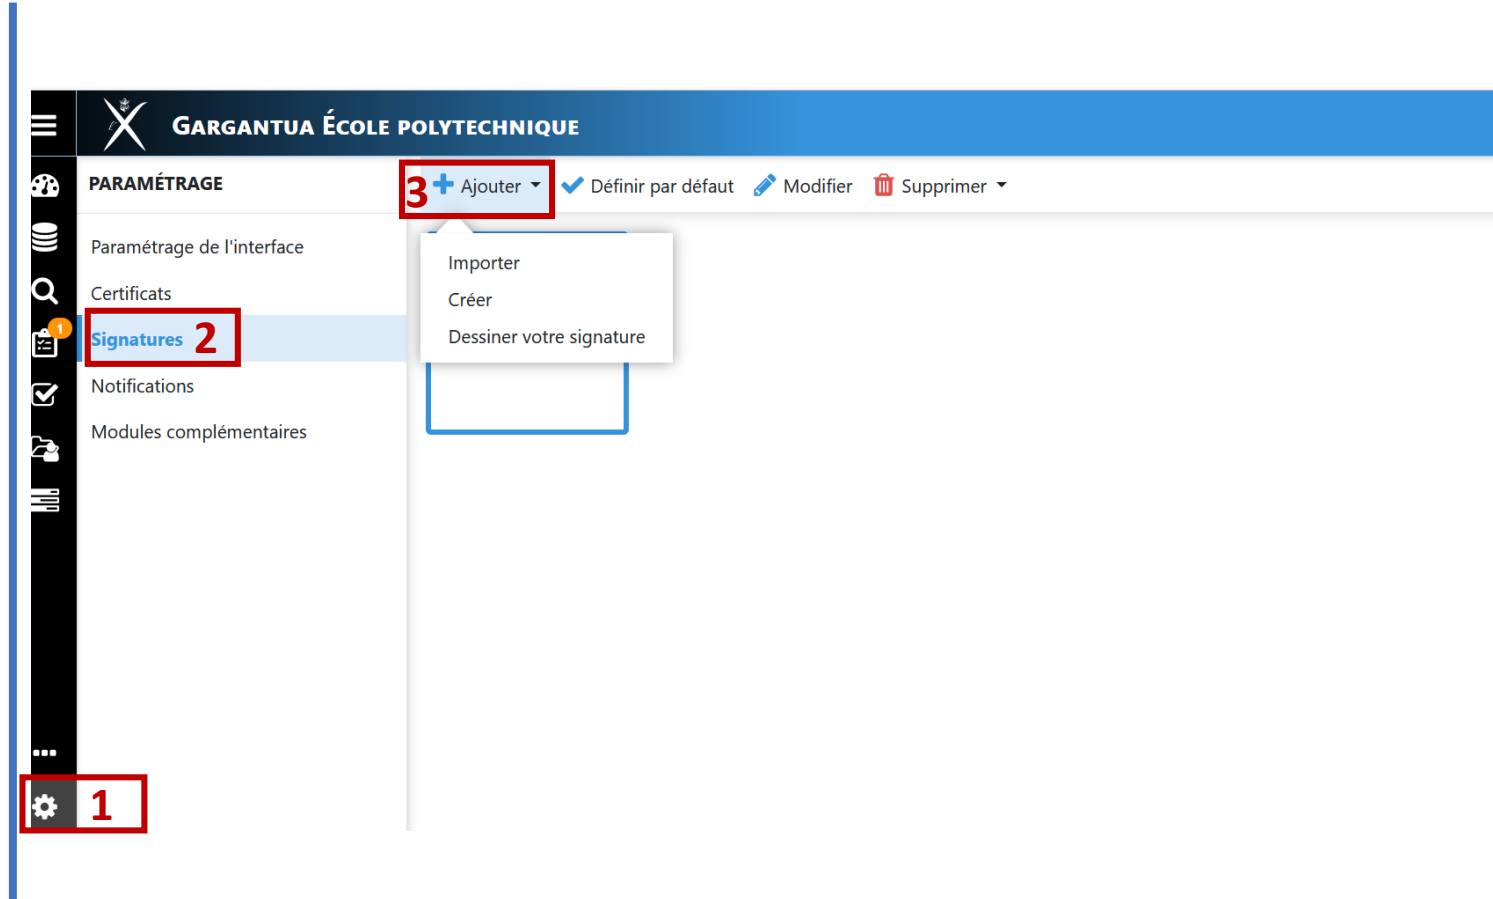 GARGANTUA ÉCOLE POLYTECHNIQUE
PARAMÉTRAGE
3 Ajouter Définir par défaut Modifier Supprimer
Paramétrage de l'interface
Certificats
1
Signatures 2
Notifications
Modules complémentaires
Importer
Créer
Dessiner votre signature
1